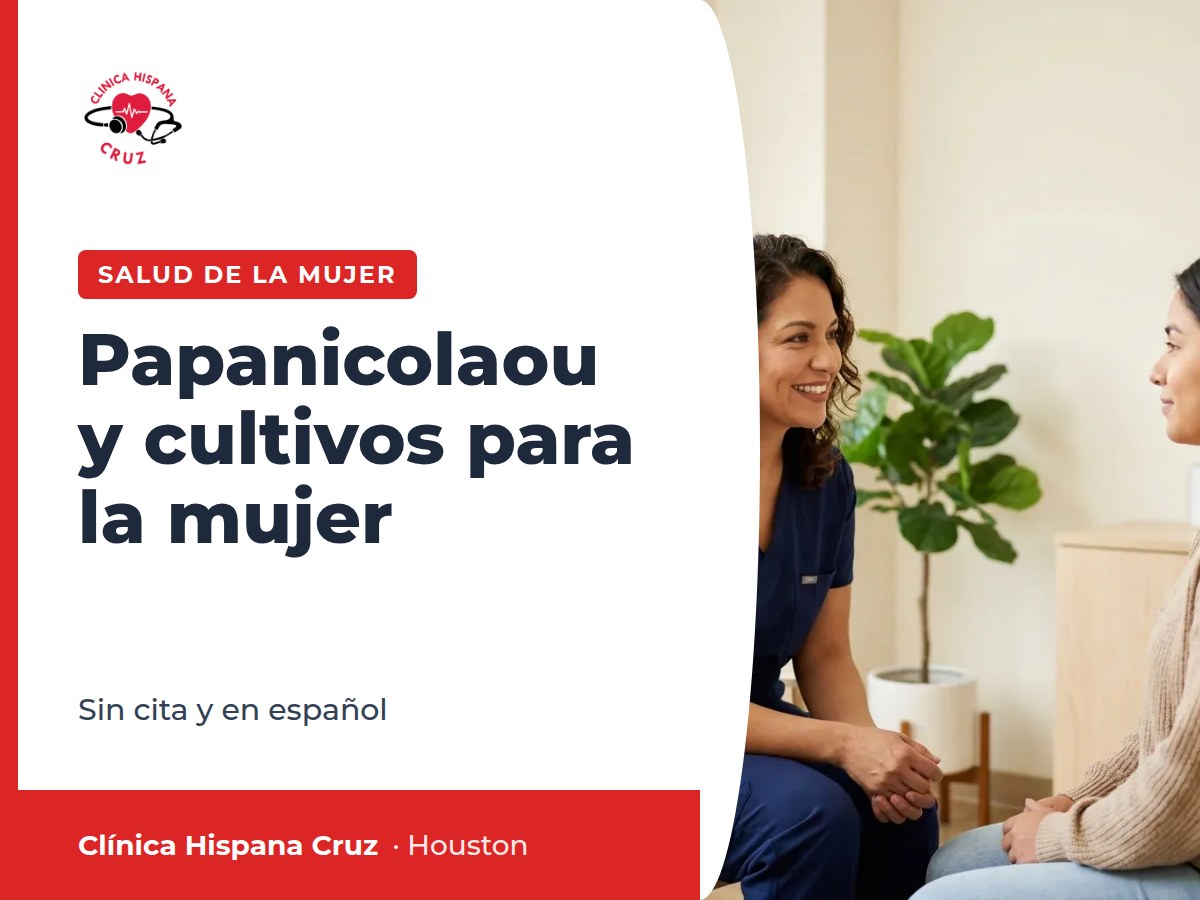 CLINICA HISPANA
CRUZ
SALUD DE LA MUJER
Papanicolaou
y cultivos para
la mujer
Sin cita y en español
Clínica Hispana Cruz · Houston